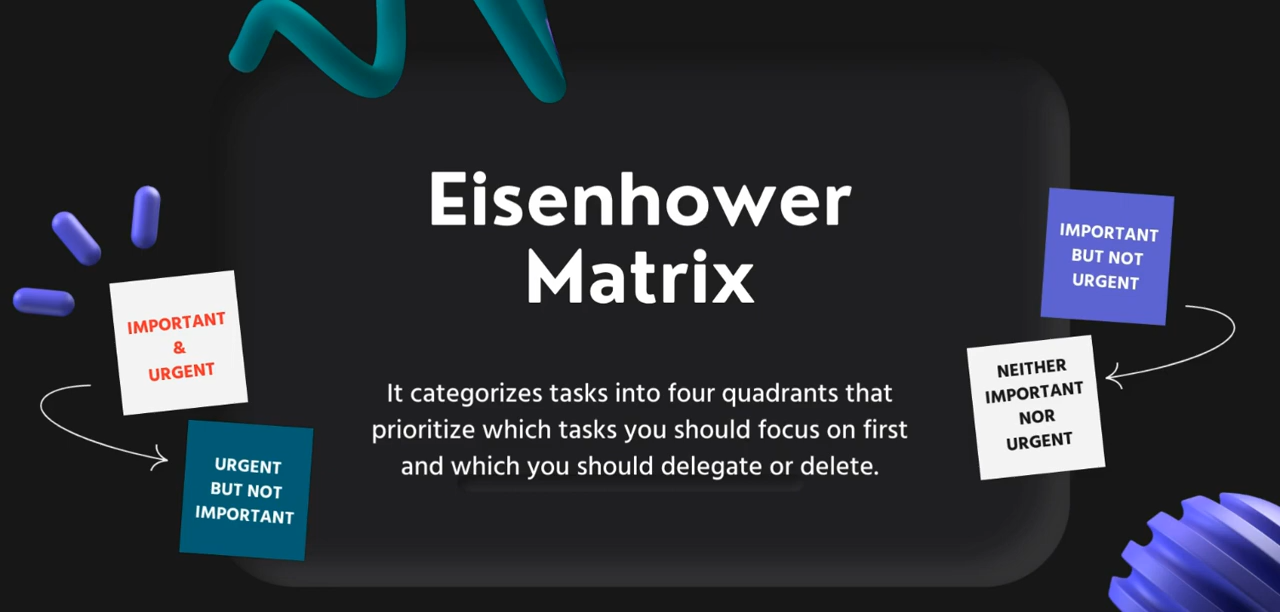 Eisenhower
Matrix
It categorizes tasks into four quadrants that
prioritize which tasks you should focus on first
and which you should delegate or delete.
IMPORTANT
&
URGENT
URGENT
BUT NOT
IMPORTANT
IMPORTANT
BUT NOT
URGENT
NEITHER
IMPORTANT
NOR
URGENT